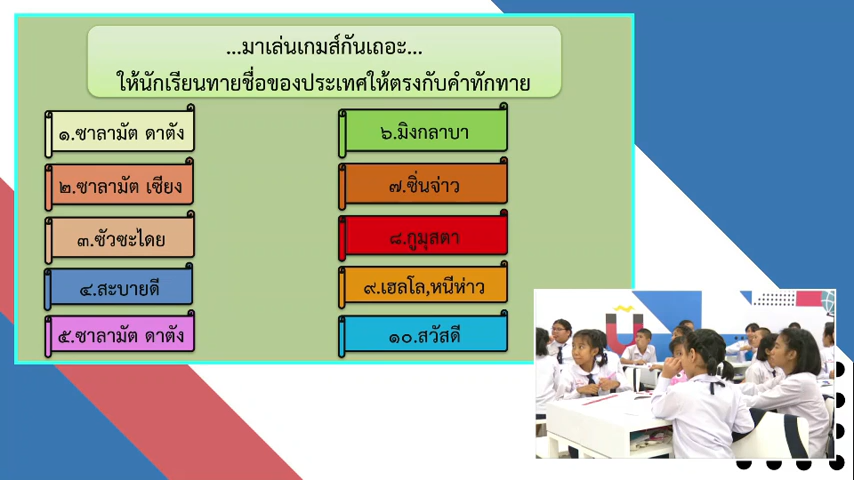 ...มาเล่นเกมส์กันเถอะ...
ให้นักเรียนทายชื่อของประเทศให้ตรงกับคำทักทาย
๑.ซาลามัต ดาตัง
๒.ซาลามัต เซียง
๓.ซัวซะไดย
๔.สะบายดี
๕.ซาลามัต ดาตัง
๖.มิงกลาบา
๗.ซิ่นจ่าว
๘.กูมุสตา
๙.เฮลโล,หนีห่าว
๑๐.สวัสดี